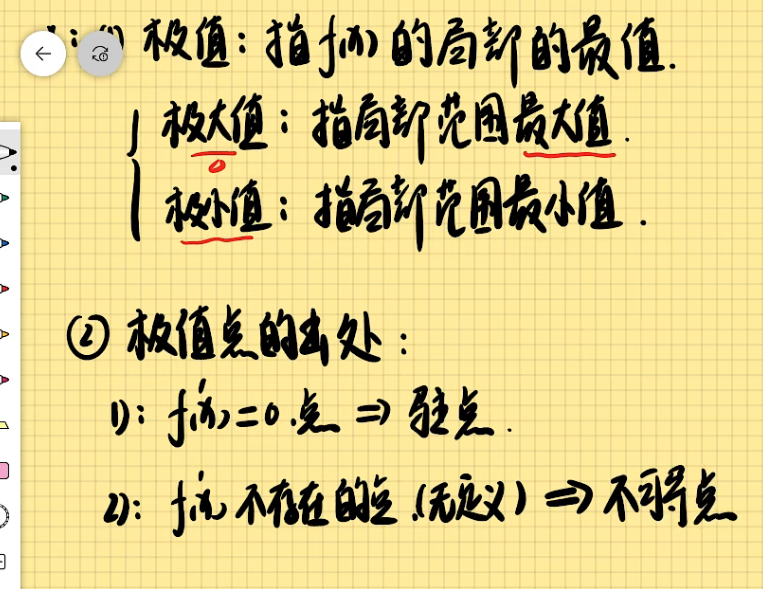 ① 极值：指f(x)的局部的最值.
极大值：指局部范围最大值.
极小值：指局部范围最小值.
② 极值点的出处：
1)：f'(x)=0.点 ⇒ 驻点.
2)：f'(x)不存在的点.(无定义) ⇒ 不可导点